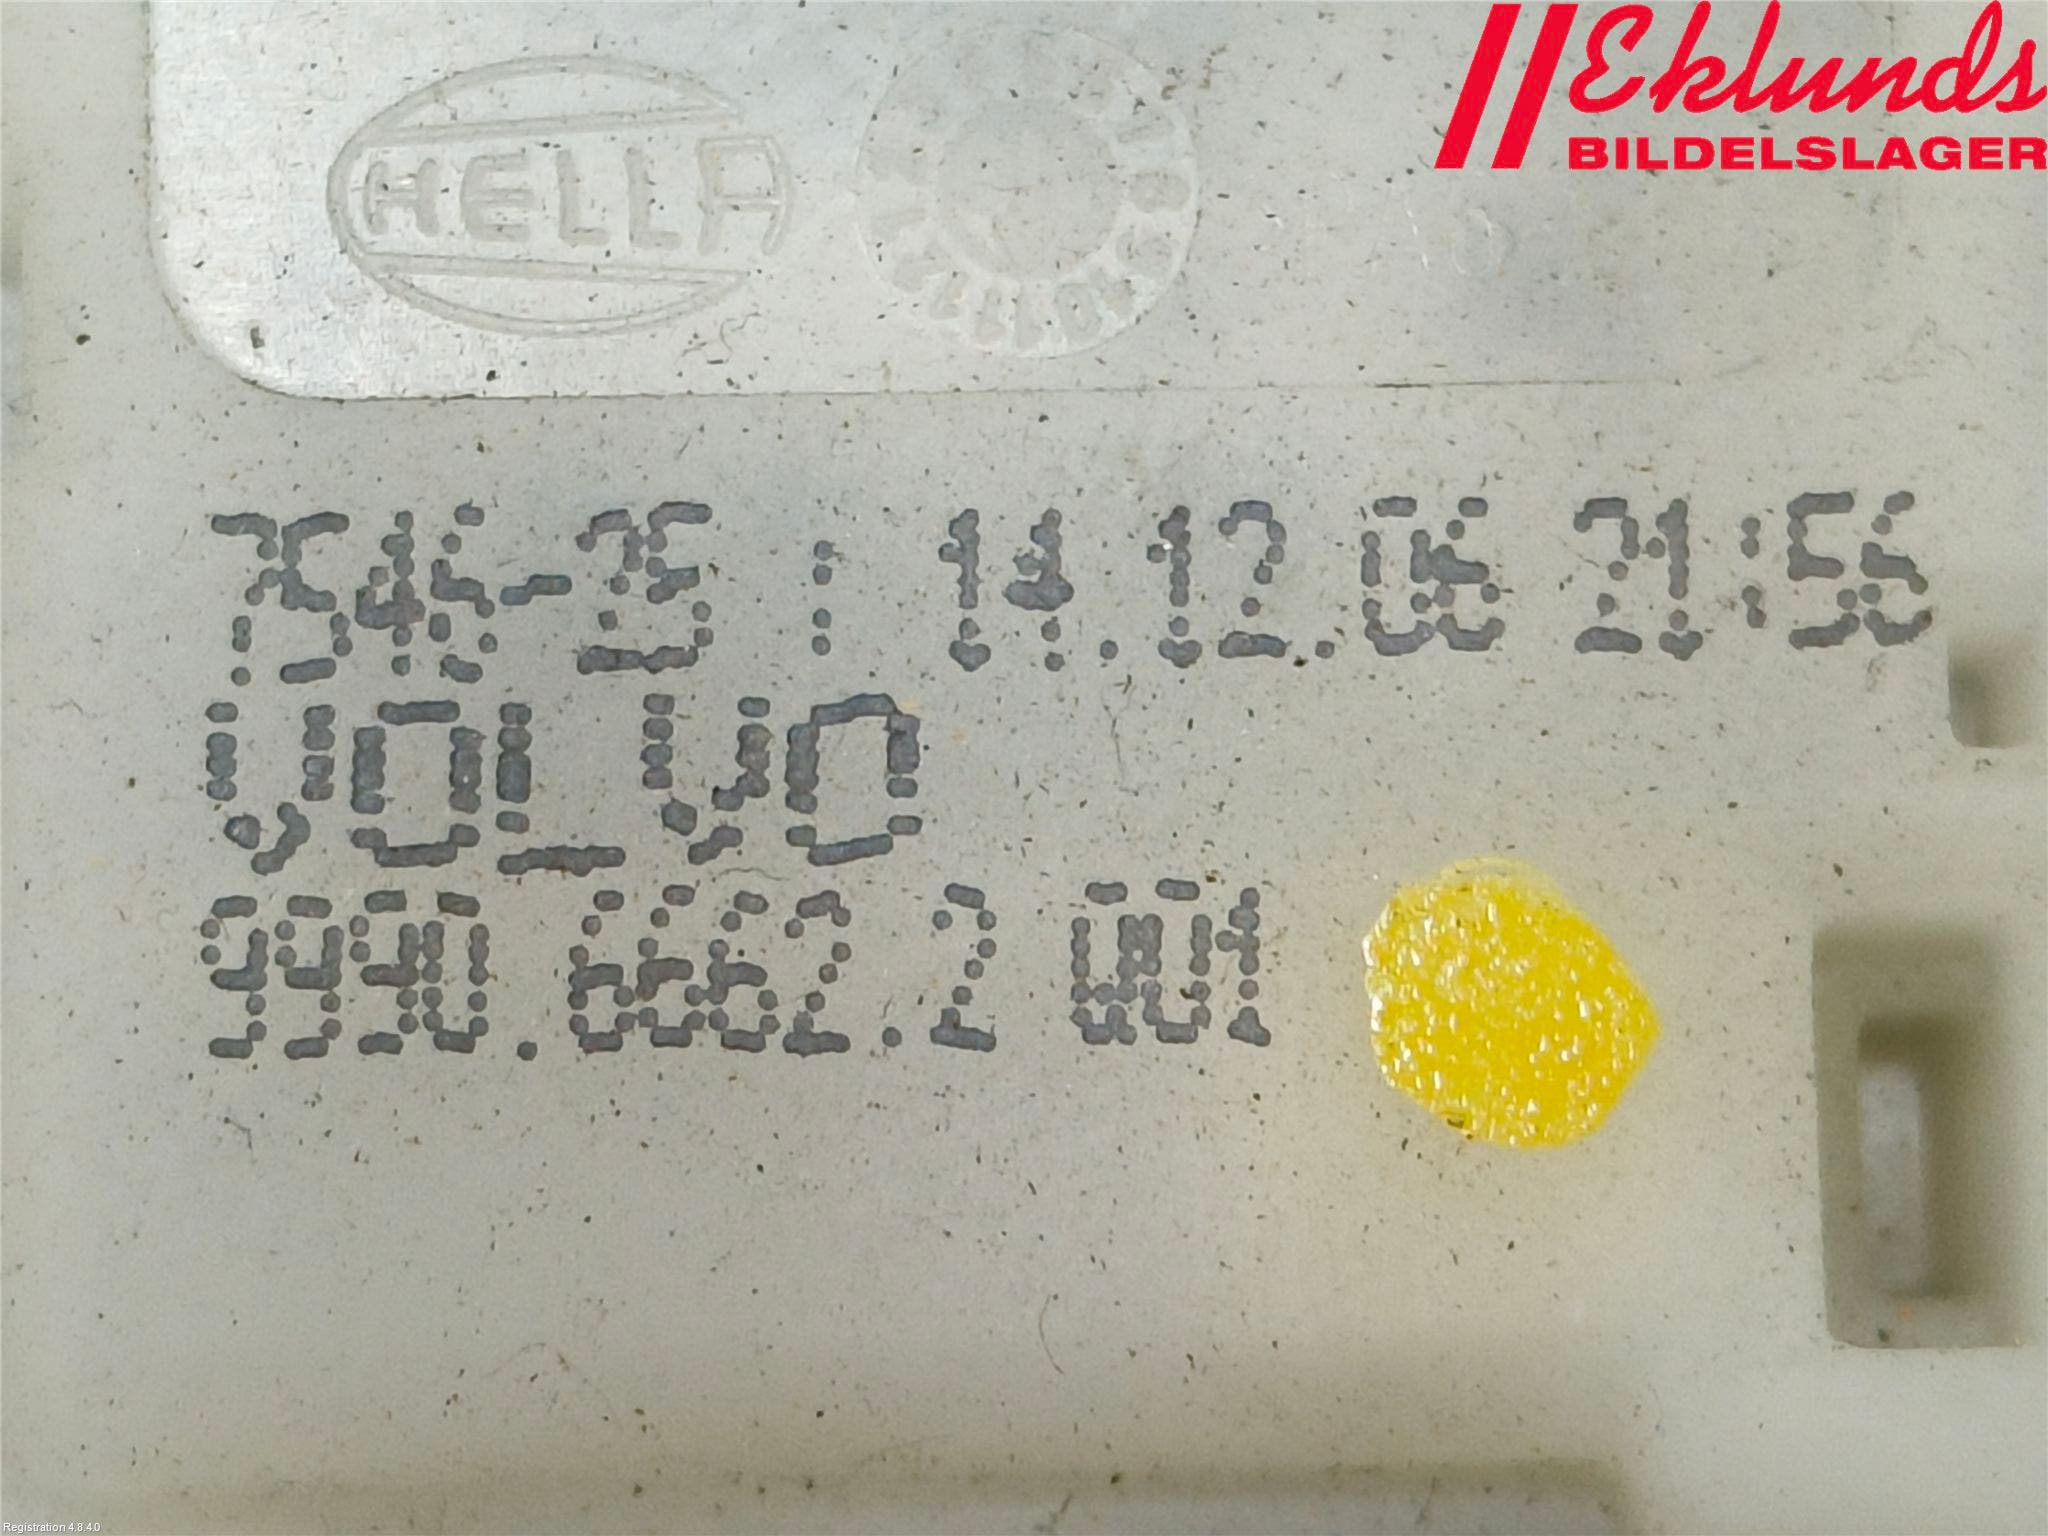 Eklunds
BILDELSLAGER
HELLA
7546-25 : 14.12.06 21:56
VOLVO
990.662.2 001
Registration 4.8.4.0